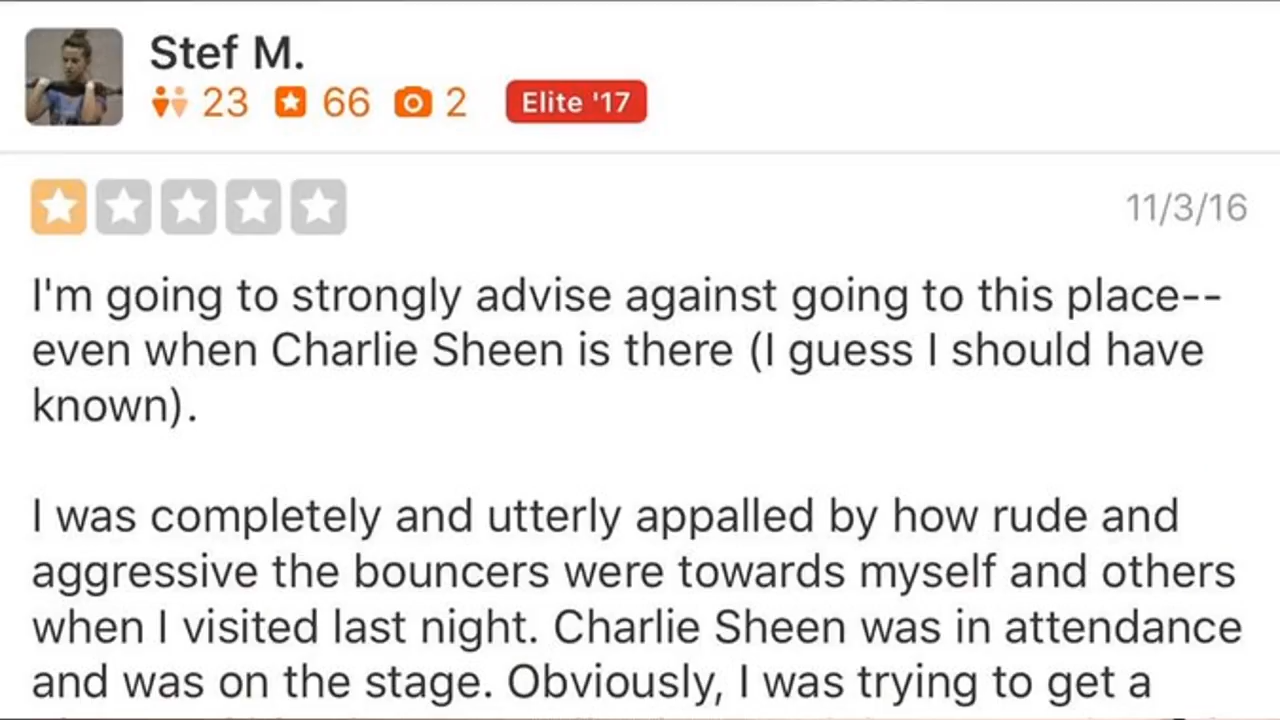 Stef M.
23 66 2 Elite '17
11/3/16
I'm going to strongly advise against going to this place--
even when Charlie Sheen is there (I guess I should have
known).
I was completely and utterly appalled by how rude and
aggressive the bouncers were towards myself and others
when I visited last night. Charlie Sheen was in attendance
and was on the stage. Obviously, I was trying to get a